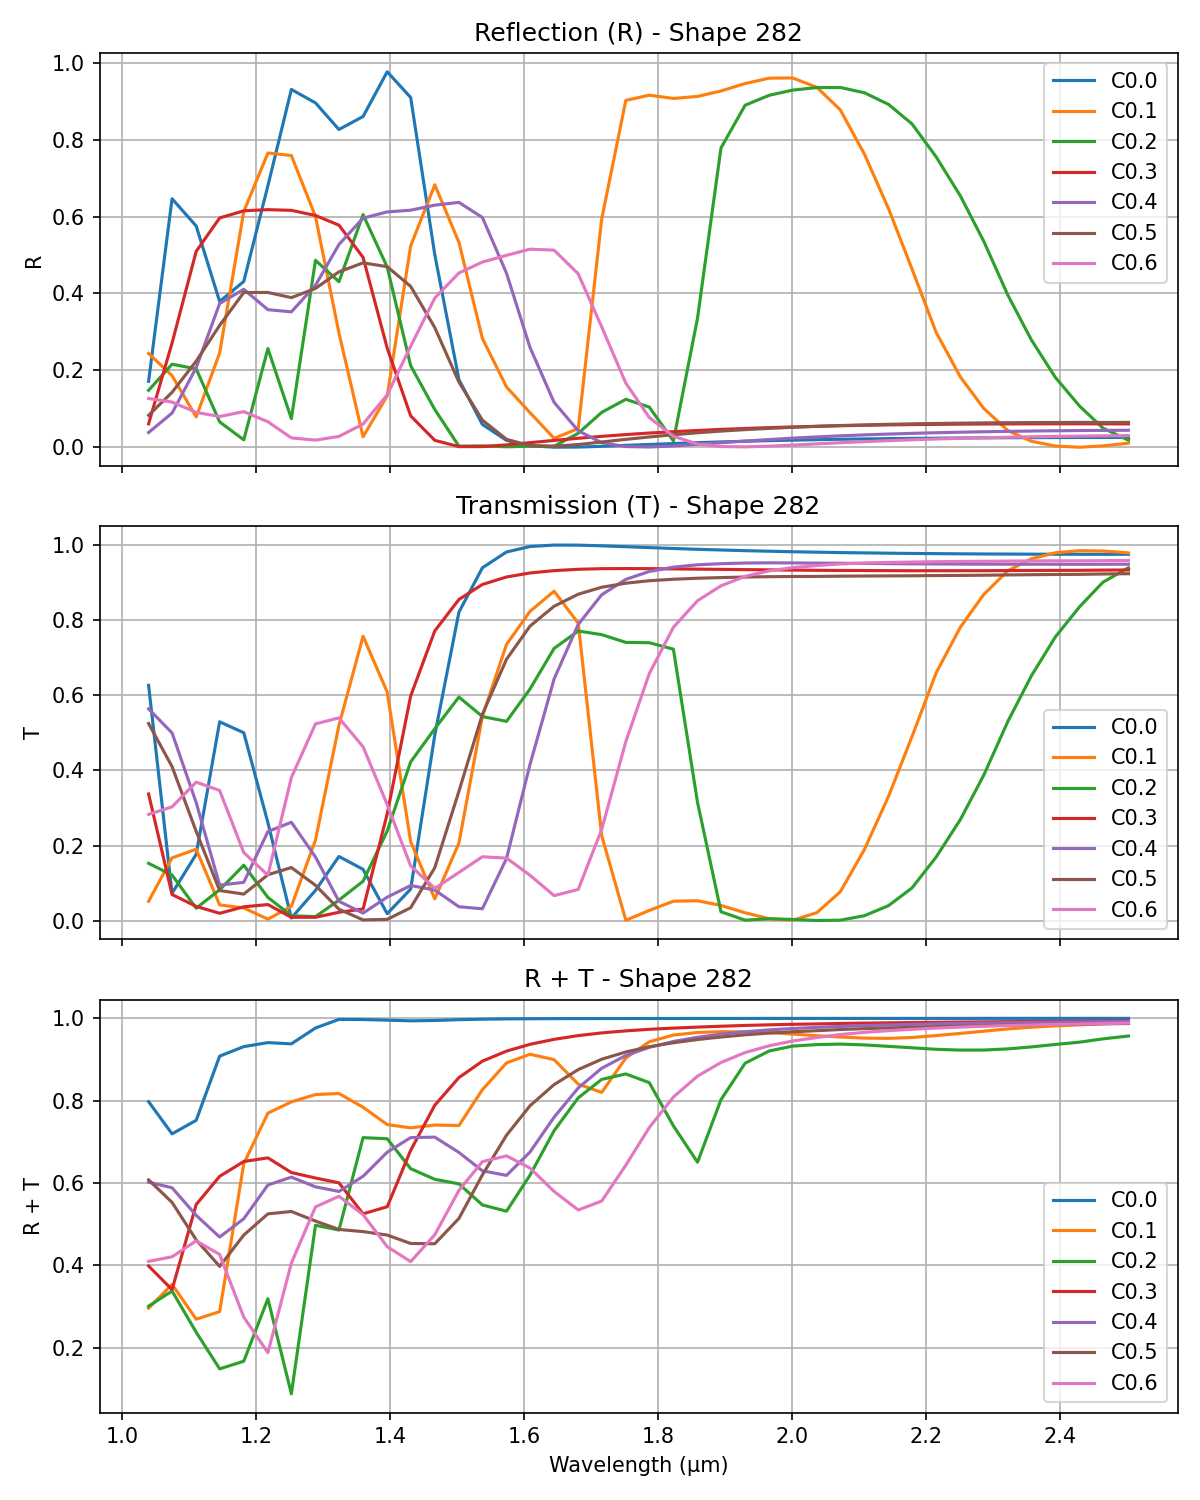 Reflection (R) - Shape 282
1.0
0.8
0.6
0.4
0.2
0.0
R
C0.0
C0.1
C0.2
C0.3
C0.4
C0.5
C0.6
Transmission (T) - Shape 282
1.0
0.8
0.6
0.4
0.2
0.0
T
C0.0
C0.1
C0.2
C0.3
C0.4
C0.5
C0.6
R + T - Shape 282
1.0
0.8
0.6
0.4
0.2
R + T
C0.0
C0.1
C0.2
C0.3
C0.4
C0.5
C0.6
1.0 1.2 1.4 1.6 1.8 2.0 2.2 2.4
Wavelength (μm)